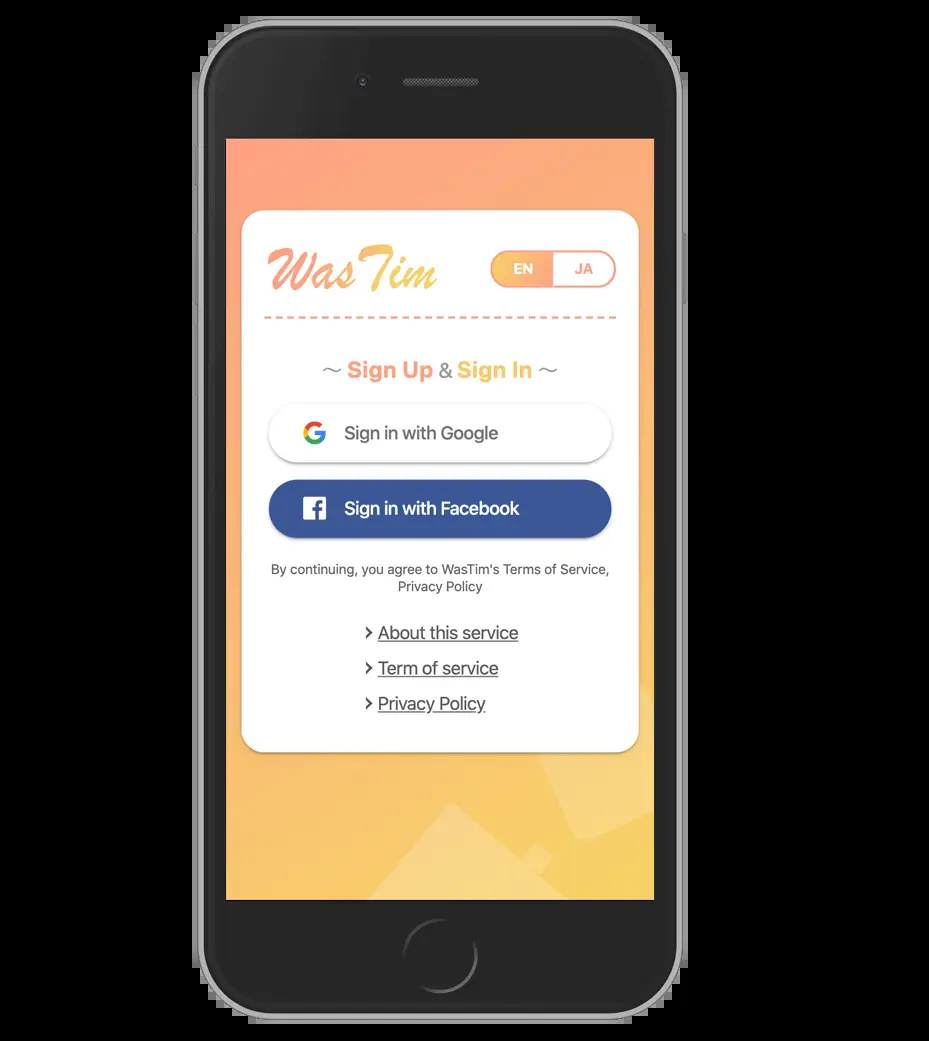 WasTim
EN JA
～ Sign Up & Sign In ～
Sign in with Google
Sign in with Facebook
By continuing, you agree to WasTim's Terms of Service,
Privacy Policy
About this service
Term of service
Privacy Policy